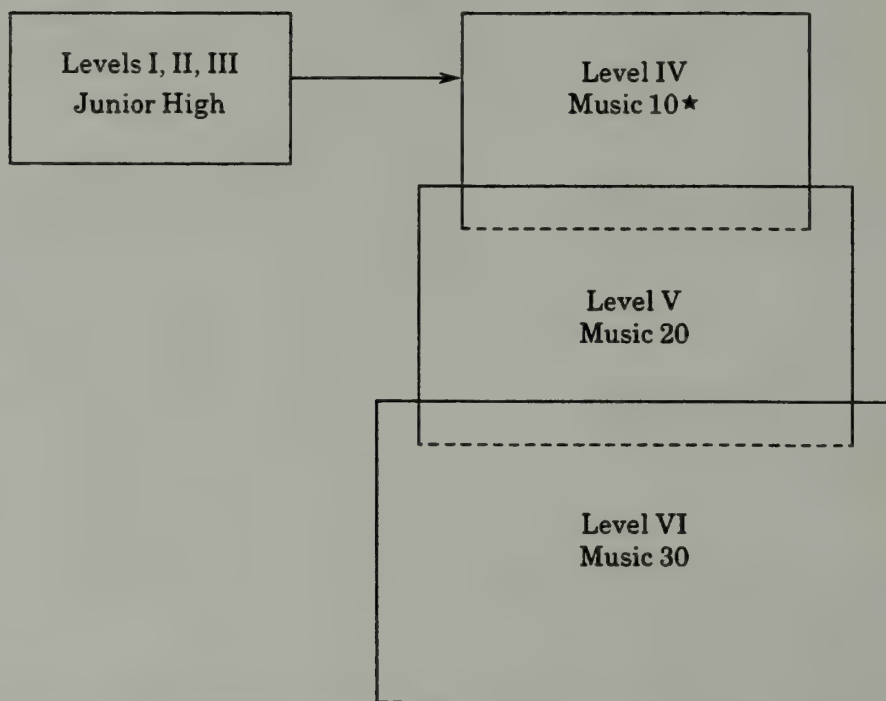 Levels I, II, III
Junior High
Level IV
Music 10★
Level V
Music 20
Level VI
Music 30